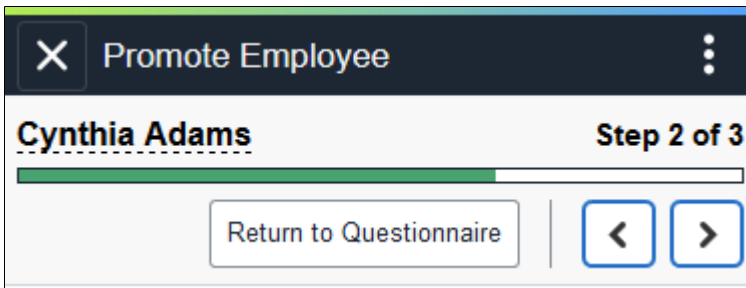 Promote Employee
Cynthia Adams Step 2 of 3
Return to Questionnaire